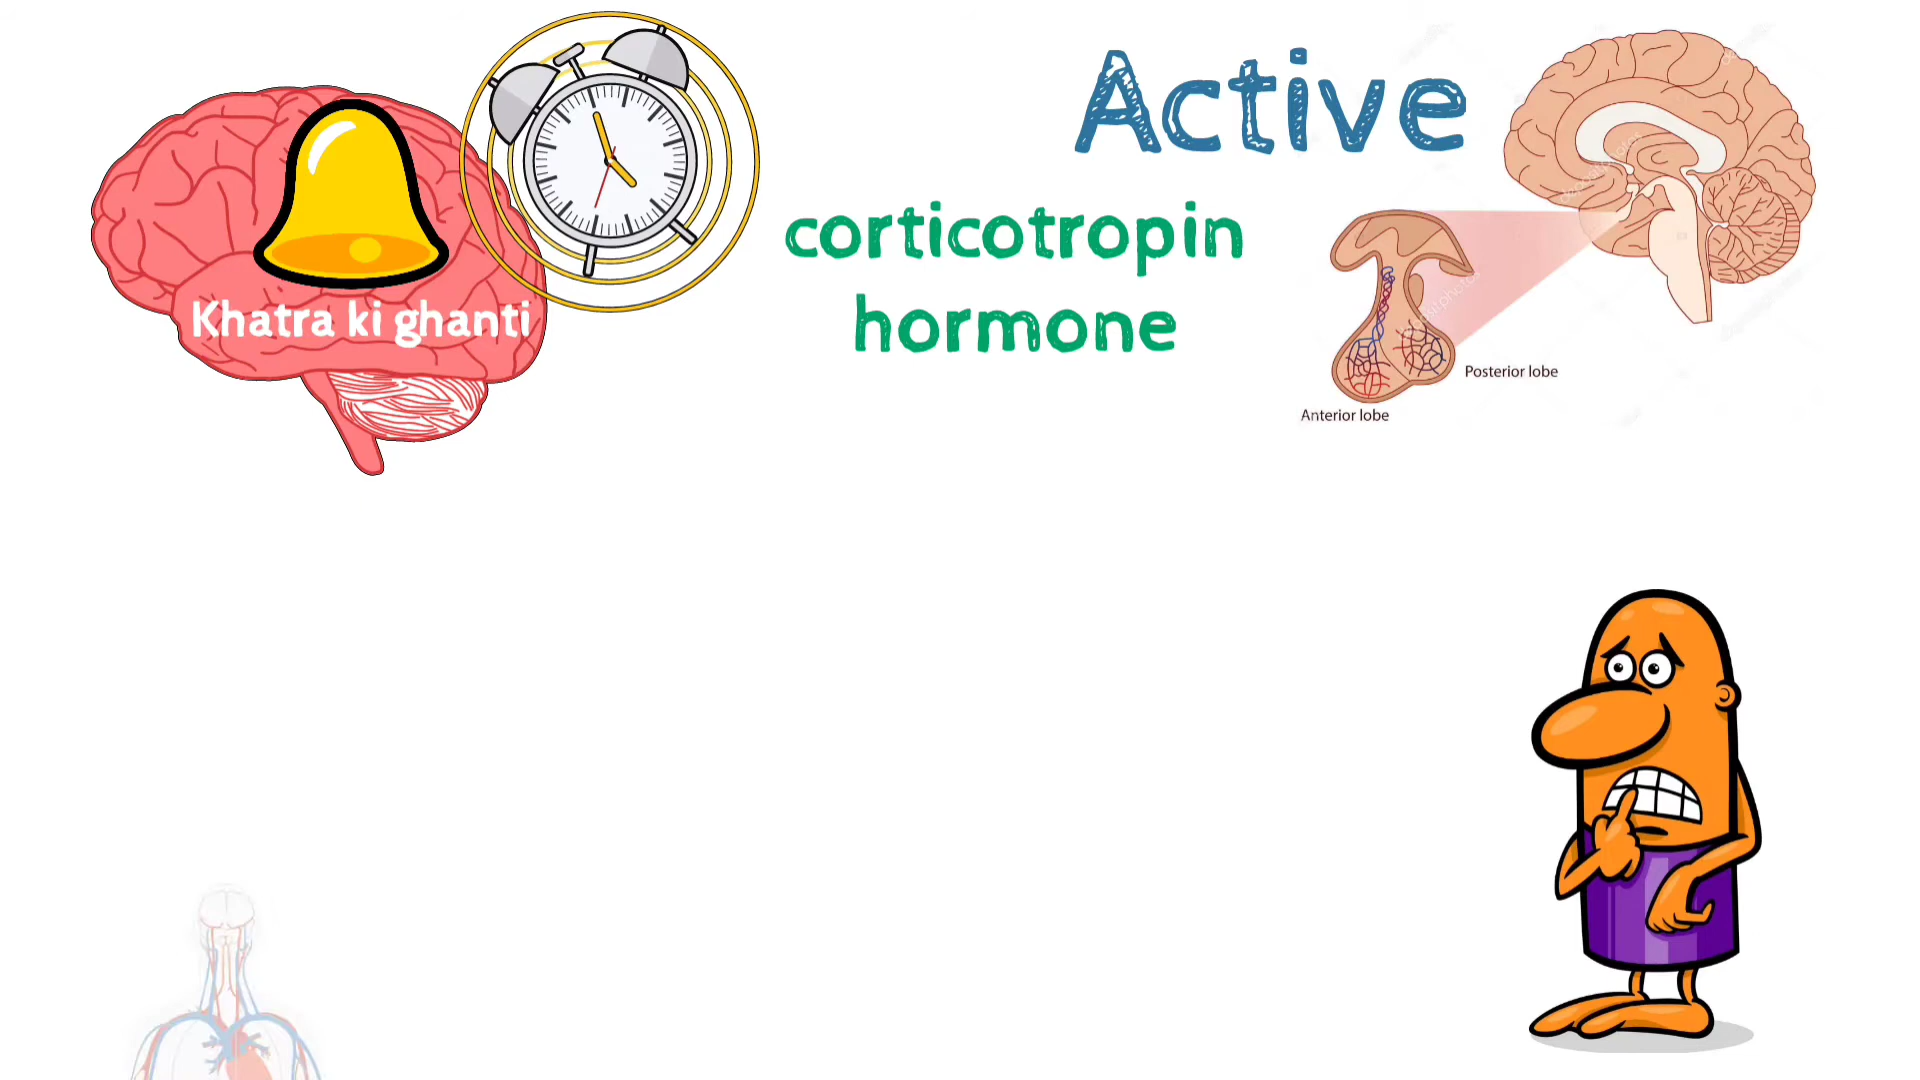 Active
corticotropin
hormone
Khatra ki ghanti
Posterior lobe
Anterior lobe